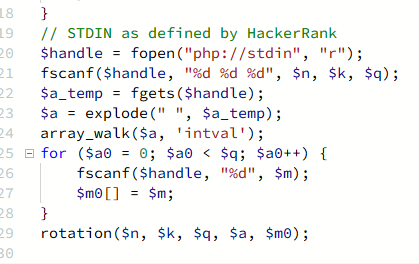 18 }
19 // STDIN as defined by HackerRank
20 $handle = fopen("php://stdin", "r");
21 fscanf($handle, "%d %d %d", $n, $k, $q);
22 $a_temp = fgets($handle);
23 $a = explode(" ", $a_temp);
24 array_walk($a, 'intval');
25 for ($a0 = 0; $a0 < $q; $a0++) {
26 fscanf($handle, "%d", $m);
27 $m0[] = $m;
28 }
29 rotation($n, $k, $q, $a, $m0);
30